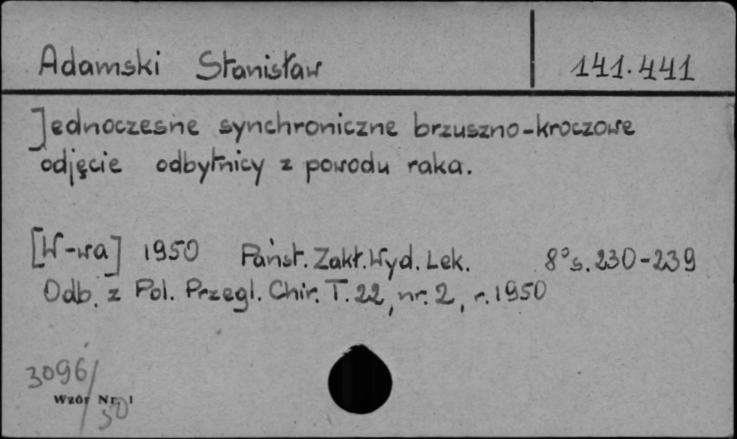 Adamski Stanisław 141.441
Jednoczesne synchroniczne brzuszno-kroczowe
odjęcie odbytnicy z powodu raka.
[W-wa] 1950 Państ. Zakł. Wyd. Lek. 8° s. 230-239
Odb. z Pol. Przegl. Chir. T. 22, nr. 2, r. 1950
3096/50
Wzór Nr. 1